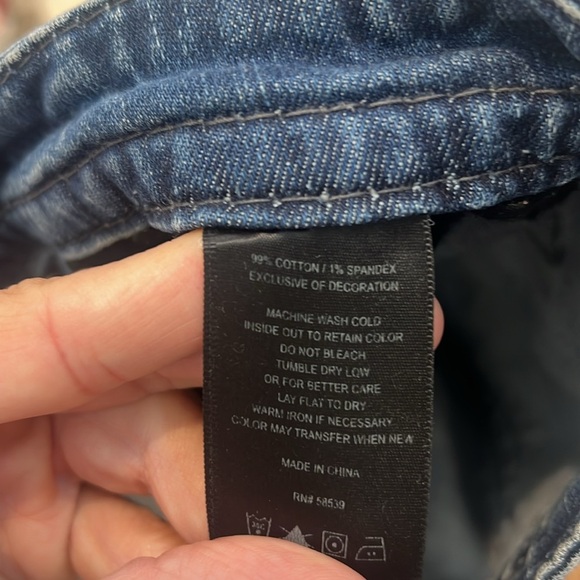 99% COTTON / 1% SPANDEX
EXCLUSIVE OF DECORATION
MACHINE WASH COLD
INSIDE OUT TO RETAIN COLOR
DO NOT BLEACH
TUMBLE DRY LOW
OR FOR BETTER CARE
LAY FLAT TO DRY
WARM IRON IF NECESSARY
COLOR MAY TRANSFER WHEN NEW
MADE IN CHINA
RN# 58539